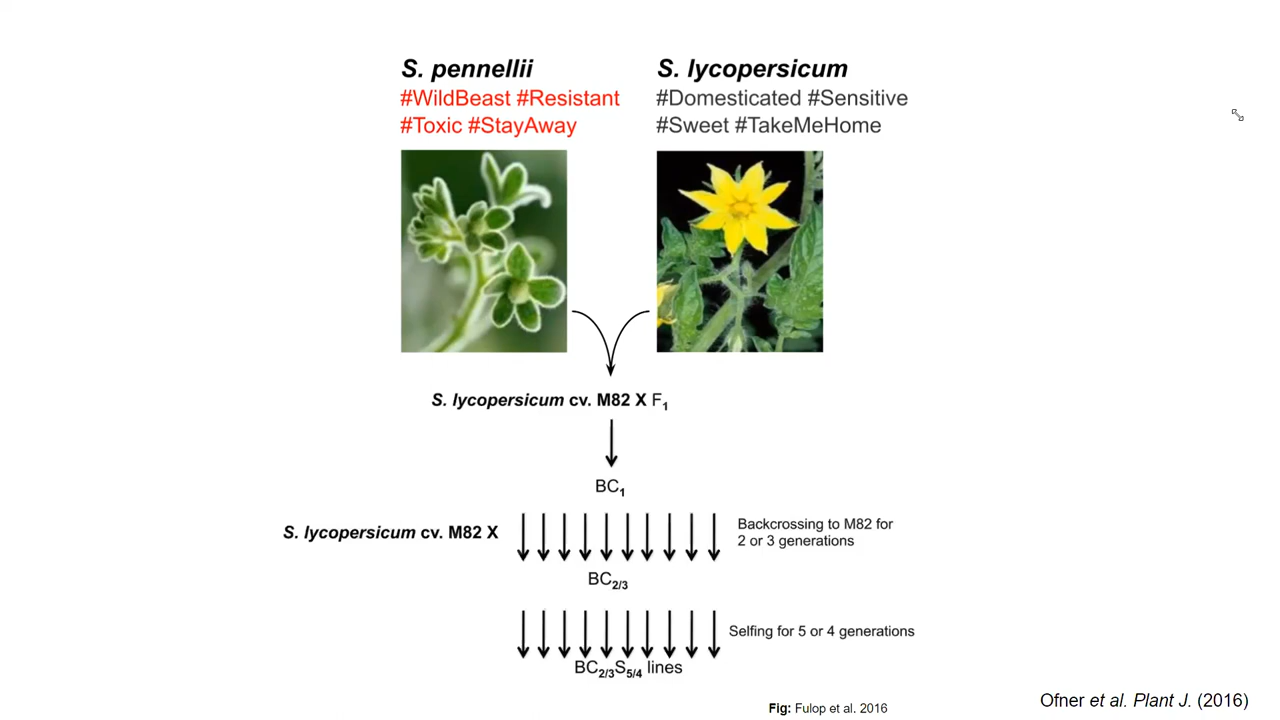 S. pennellii
#WildBeast #Resistant
#Toxic #StayAway
S. lycopersicum
#Domesticated #Sensitive
#Sweet #TakeMeHome
S. lycopersicum cv. M82 X F1
BC1
S. lycopersicum cv. M82 X
Backcrossing to M82 for
2 or 3 generations
BC2/3
Selfing for 5 or 4 generations
BC2/3S5/4 lines
Fig: Fulop et al. 2016
Ofner et al. Plant J. (2016)